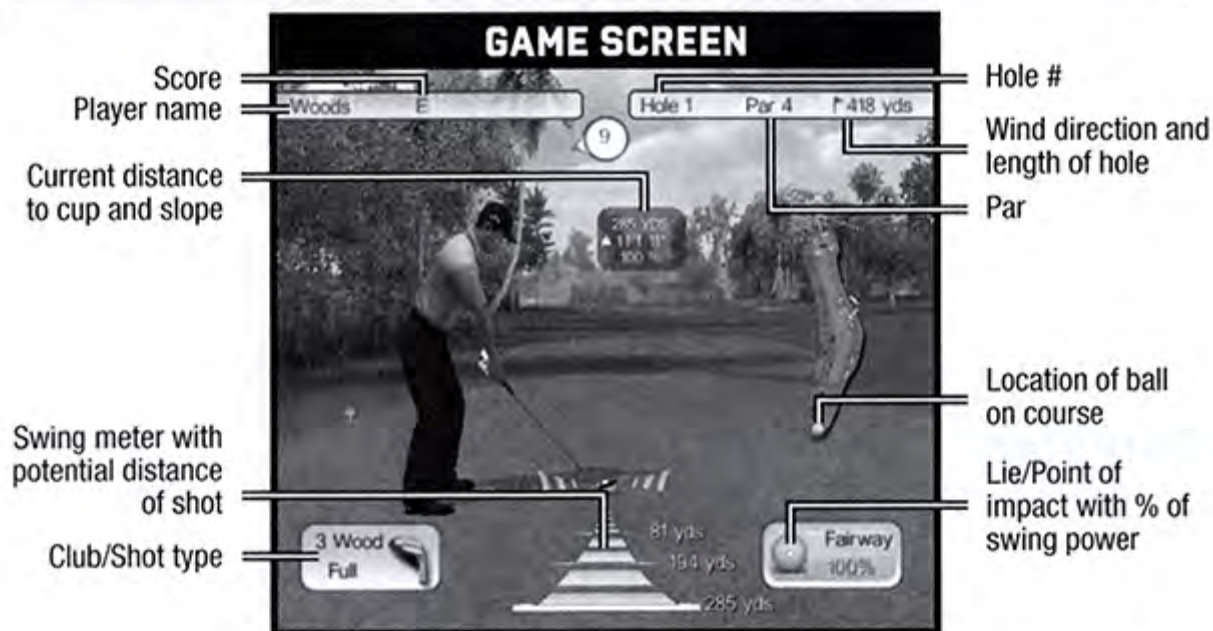 GAME SCREEN
Score
Player name
Current distance
to cup and slope
Swing meter with
potential distance
of shot
Club/Shot type
Woods E
Hole 1 Par 4 418 yds
9
285 yds
100 %
81 yds
194 yds
285 yds
3 Wood
Full
Fairway
100%
Hole #
Wind direction and
length of hole
Par
Location of ball
on course
Lie/Point of
impact with % of
swing power